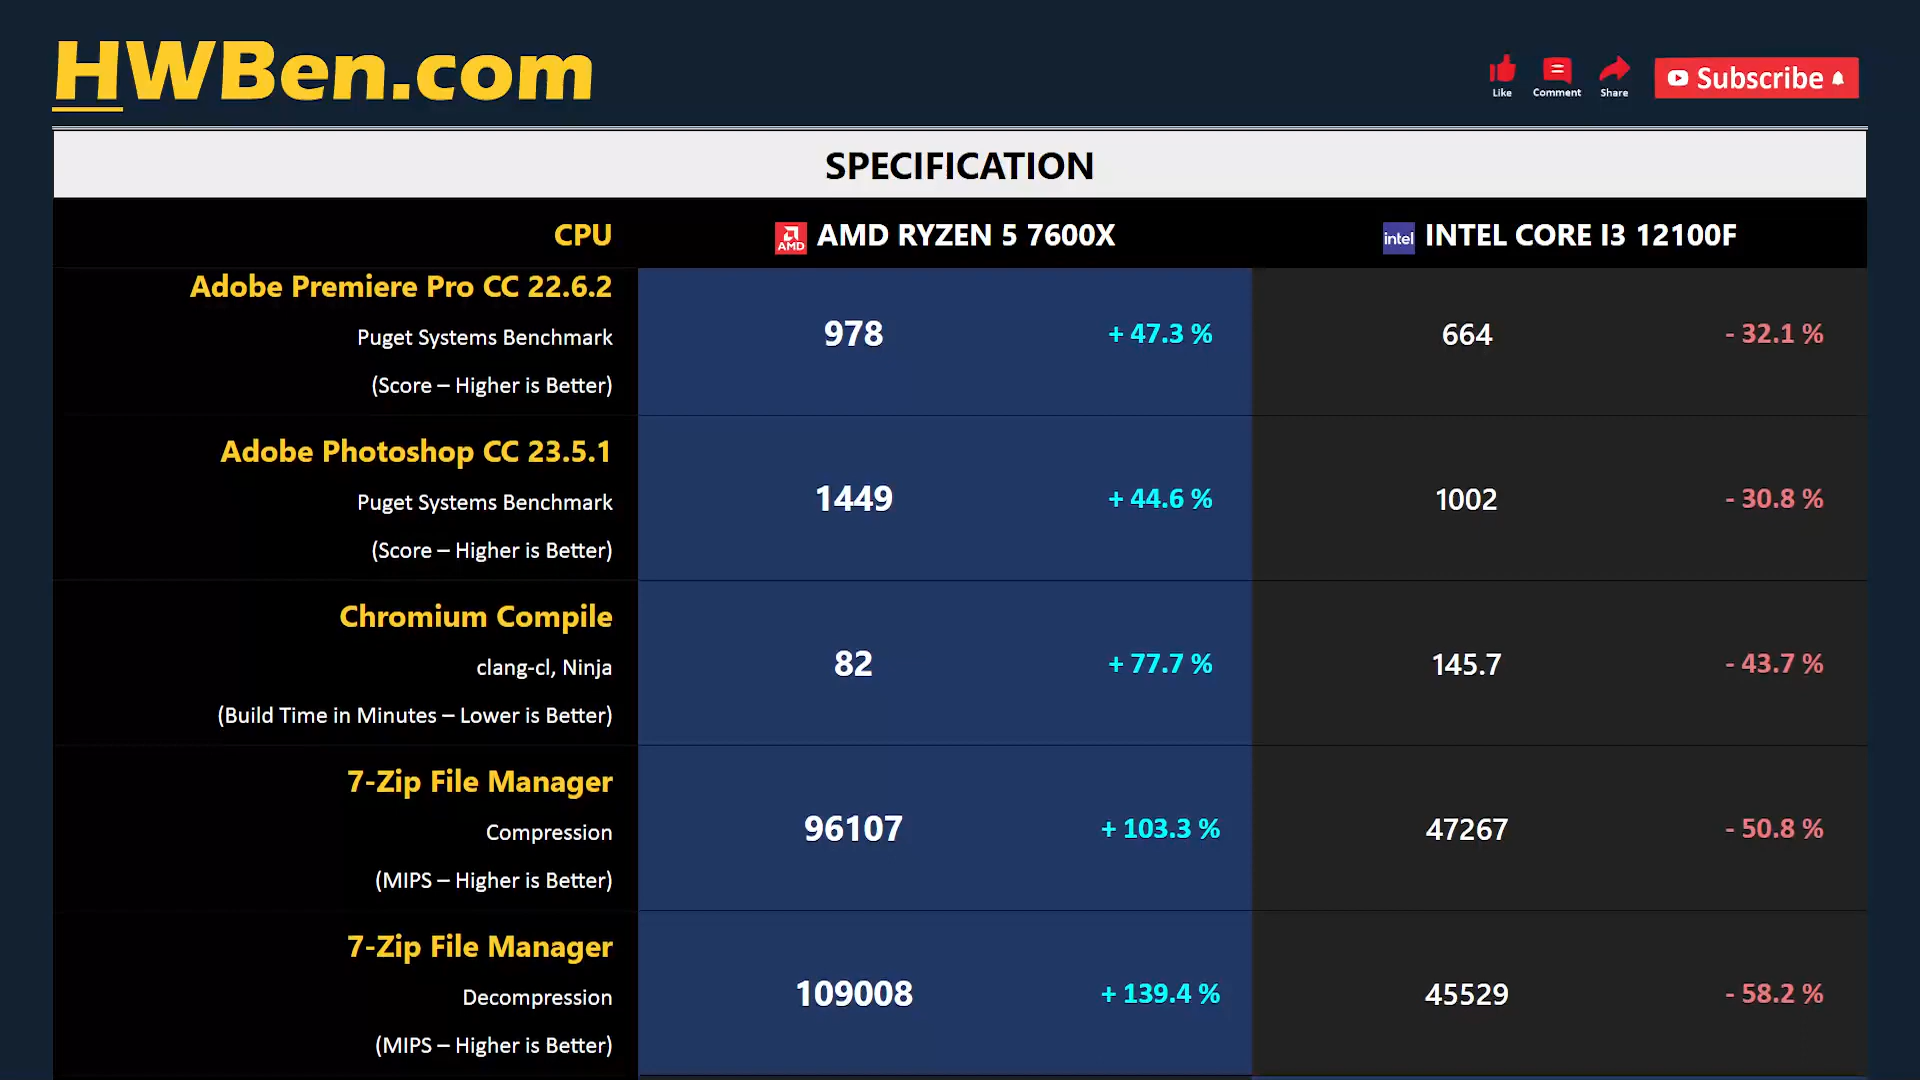 HWBen.com
Like
Comment
Share
Subscribe
SPECIFICATION
CPU
AMD
AMD RYZEN 5 7600X
intel
INTEL CORE I3 12100F
Adobe Premiere Pro CC 22.6.2
Puget Systems Benchmark
(Score – Higher is Better)
978
+ 47.3 %
664
- 32.1 %
Adobe Photoshop CC 23.5.1
Puget Systems Benchmark
(Score – Higher is Better)
1449
+ 44.6 %
1002
- 30.8 %
Chromium Compile
clang-cl, Ninja
(Build Time in Minutes – Lower is Better)
82
+ 77.7 %
145.7
- 43.7 %
7-Zip File Manager
Compression
(MIPS – Higher is Better)
96107
+ 103.3 %
47267
- 50.8 %
7-Zip File Manager
Decompression
(MIPS – Higher is Better)
109008
+ 139.4 %
45529
- 58.2 %